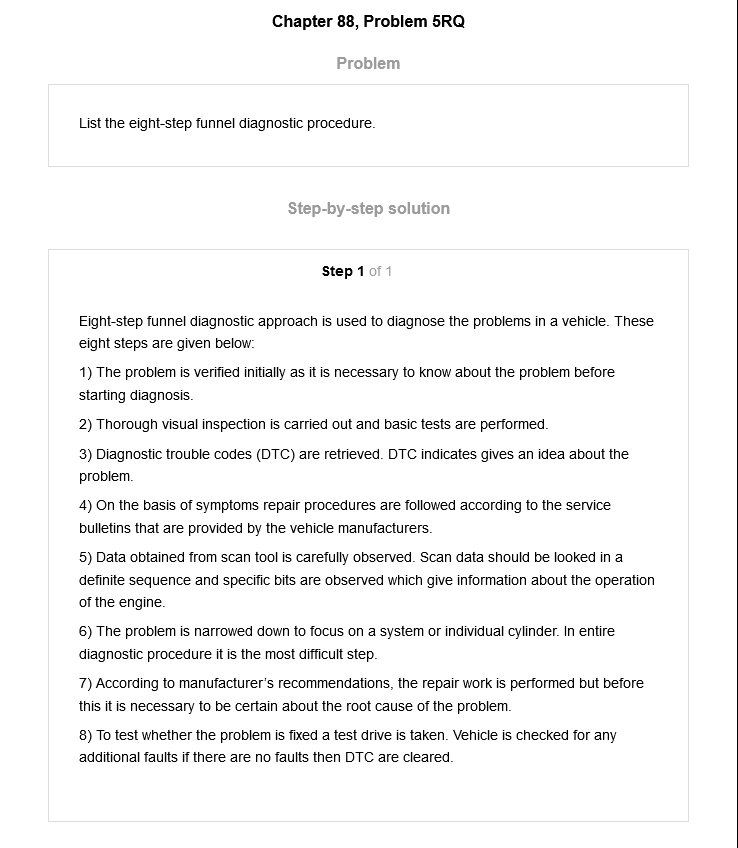 Chapter 88, Problem 5RQ
Problem
List the eight-step funnel diagnostic procedure.
Step-by-step solution
Step 1 of 1
Eight-step funnel diagnostic approach is used to diagnose the problems in a vehicle. These
eight steps are given below:
1) The problem is verified initially as it is necessary to know about the problem before
starting diagnosis.
2) Thorough visual inspection is carried out and basic tests are performed.
3) Diagnostic trouble codes (DTC) are retrieved. DTC indicates gives an idea about the
problem.
4) On the basis of symptoms repair procedures are followed according to the service
bulletins that are provided by the vehicle manufacturers.
5) Data obtained from scan tool is carefully observed. Scan data should be looked in a
definite sequence and specific bits are observed which give information about the operation
of the engine.
6) The problem is narrowed down to focus on a system or individual cylinder. In entire
diagnostic procedure it is the most difficult step.
7) According to manufacturer's recommendations, the repair work is performed but before
this it is necessary to be certain about the root cause of the problem.
8) To test whether the problem is fixed a test drive is taken. Vehicle is checked for any
additional faults if there are no faults then DTC are cleared.